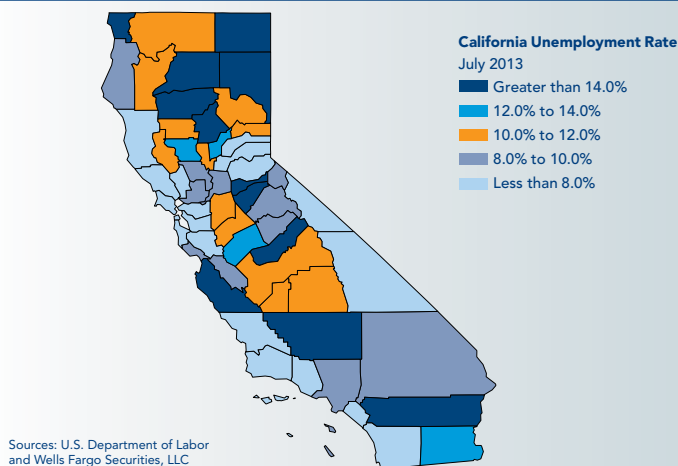 California Unemployment Rate
July 2013
Greater than 14.0%
12.0% to 14.0%
10.0% to 12.0%
8.0% to 10.0%
Less than 8.0%
Sources: U.S. Department of Labor
and Wells Fargo Securities, LLC